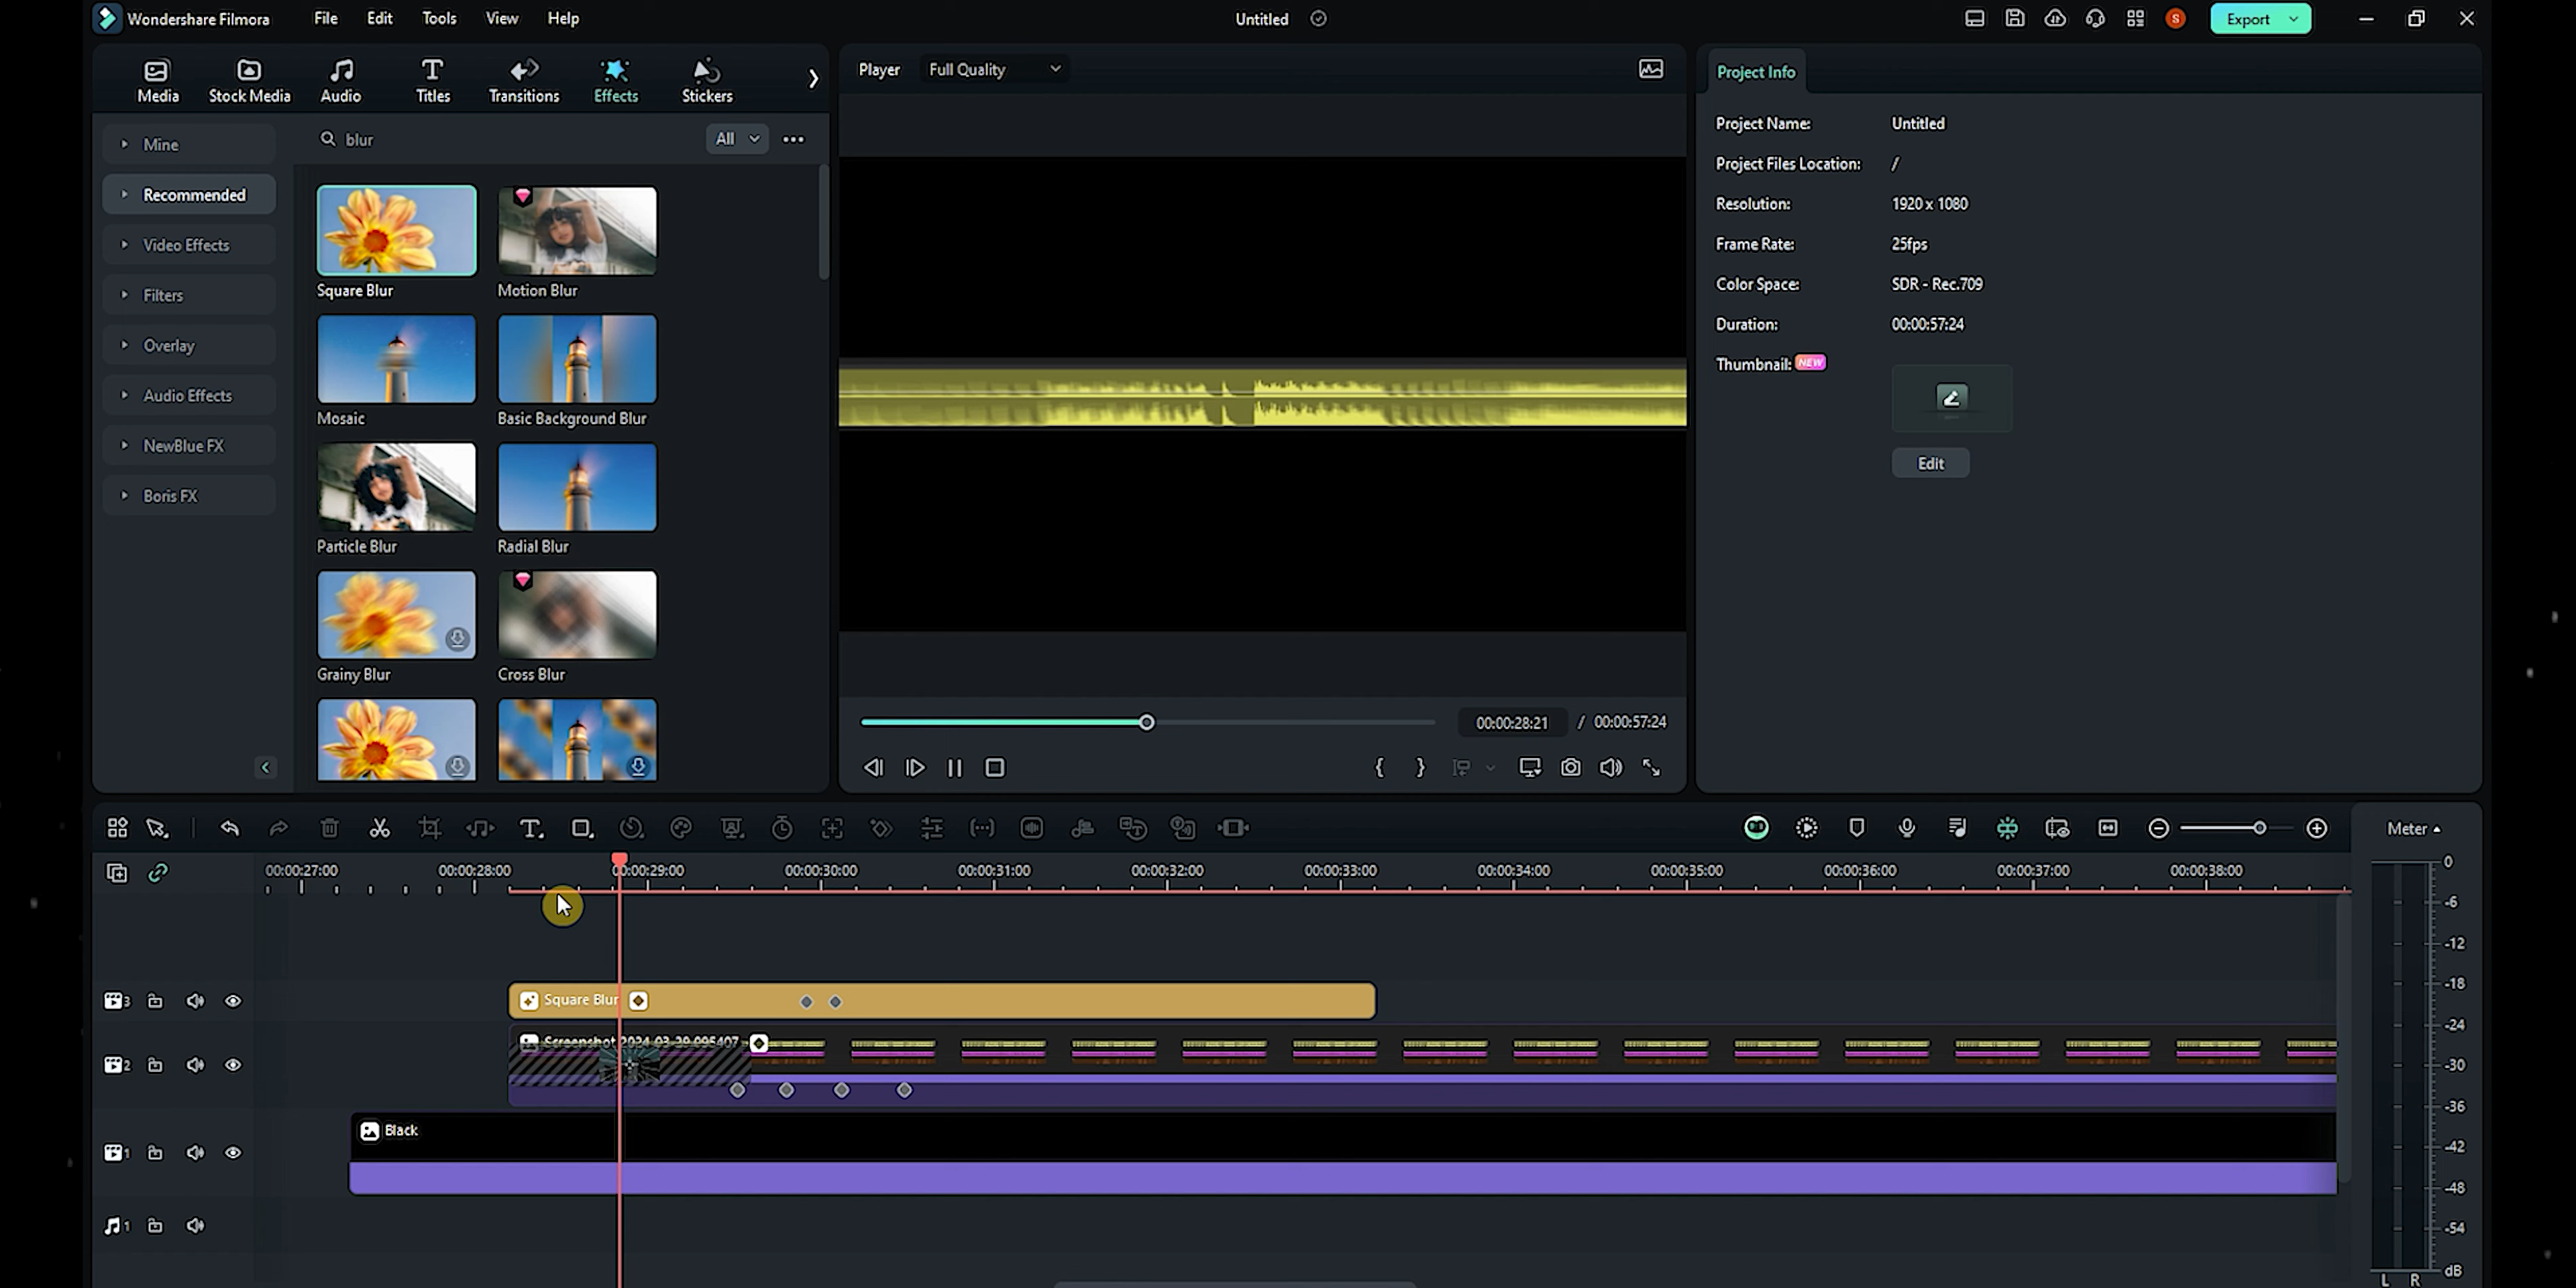 Wondershare Filmora File Edit Tools View Help Untitled S Export
Media Stock Media Audio Titles Transitions Effects Stickers
Player Full Quality
Project Info
Mine
Recommended
Video Effects
Filters
Overlay
Audio Effects
NewBlue FX
Boris FX
blur All
Square Blur Motion Blur
Mosaic Basic Background Blur
Particle Blur Radial Blur
Grainy Blur Cross Blur
00:00:28:21 / 00:00:57:24
Project Name: Untitled
Project Files Location: /
Resolution: 1920 x 1080
Frame Rate: 25fps
Color Space: SDR - Rec.709
Duration: 00:00:57:24
Thumbnail: NEW
Edit
Meter
00:00:27:00 00:00:28:00 00:00:29:00 00:00:30:00 00:00:31:00 00:00:32:00 00:00:33:00 00:00:34:00 00:00:35:00 00:00:36:00 00:00:37:00 00:00:38:00
3 Square Blur
2 Screenshot 2024-03-29 095407
1 Black
1
0
-6
-12
-18
-24
-30
-36
-42
-48
-54
dB
L R